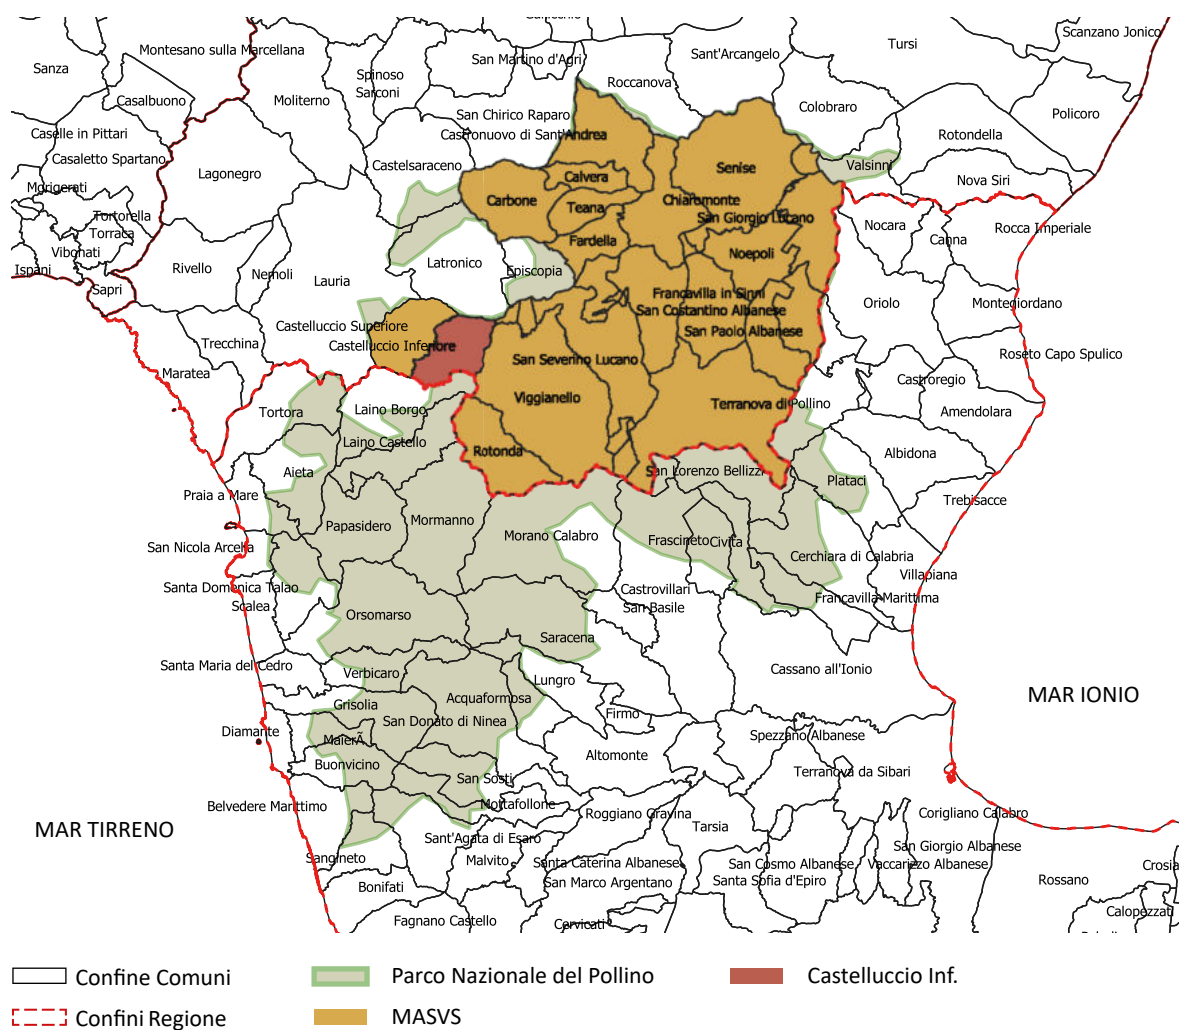 Scanzano Jonico
Tursi
Sant'Arcangelo
Montesano sulla Marcellana
San Martino d'Agri
Sanza
Spinoso
Roccanova
Sarconi
Moliterno
Casalbuono
Colobraro
Policoro
San Chirico Raparo
Caselle in Pittari
Castronuovo di Sant'Andrea
Rotondella
Casaletto Spartano
Castelsaraceno
Valsinni
Senise
Lagonegro
Calvera
Nova Siri
Morigerati
Carbone
Chiaromonte
Teana
Tortorella
San Giorgio Lucano
Nocara
Torraca
Rocca Imperiale
Fardella
Canna
Vibonati
Noepoli
Latronico
Ispani
Rivello
Nemoli
Episcopia
Lauria
Sapri
Francavilla in Sinni
Oriolo
Montegiordano
San Costantino Albanese
Castelluccio Superiore
San Paolo Albanese
Trecchina
Castelluccio Inferiore
Roseto Capo Spulico
San Severino Lucano
Maratea
Castroregio
Viggianello
Terranova di Pollino
Laino Borgo
Tortora
Amendolara
Laino Castello
Rotonda
Albidona
Aieta
San Lorenzo Bellizzi
Plataci
Praia a Mare
Trebisacce
Mormanno
Papasidero
Morano Calabro
Frascineto
Civita
San Nicola Arcella
Cerchiara di Calabria
Villapiana
Santa Domenica Talao
Castrovillari
Francavilla Marittima
Scalea
San Basile
Orsomarso
Saracena
Santa Maria del Cedro
Cassano all'Ionio
Verbicaro
Lungro
MAR IONIO
Acquaformosa
Grisolia
Firmo
San Donato di Ninea
Diamante
Spezzano Albanese
MaierÃ
Altomonte
Buonvicino
Terranova da Sibari
San Sosti
Belvedere Marittimo
Mottafollone
Roggiano Gravina
Corigliano Calabro
MAR TIRRENO
Tarsia
Sant'Agata di Esaro
San Giorgio Albanese
Sangineto
Malvito
Santa Caterina Albanese
San Cosmo Albanese
Vaccarizzo Albanese
Crosia
Bonifati
San Marco Argentano
Santa Sofia d'Epiro
Rossano
Calopezzati
Fagnano Castello
Cervicati
Confine Comuni
Parco Nazionale del Pollino
Castelluccio Inf.
Confini Regione
MASVS